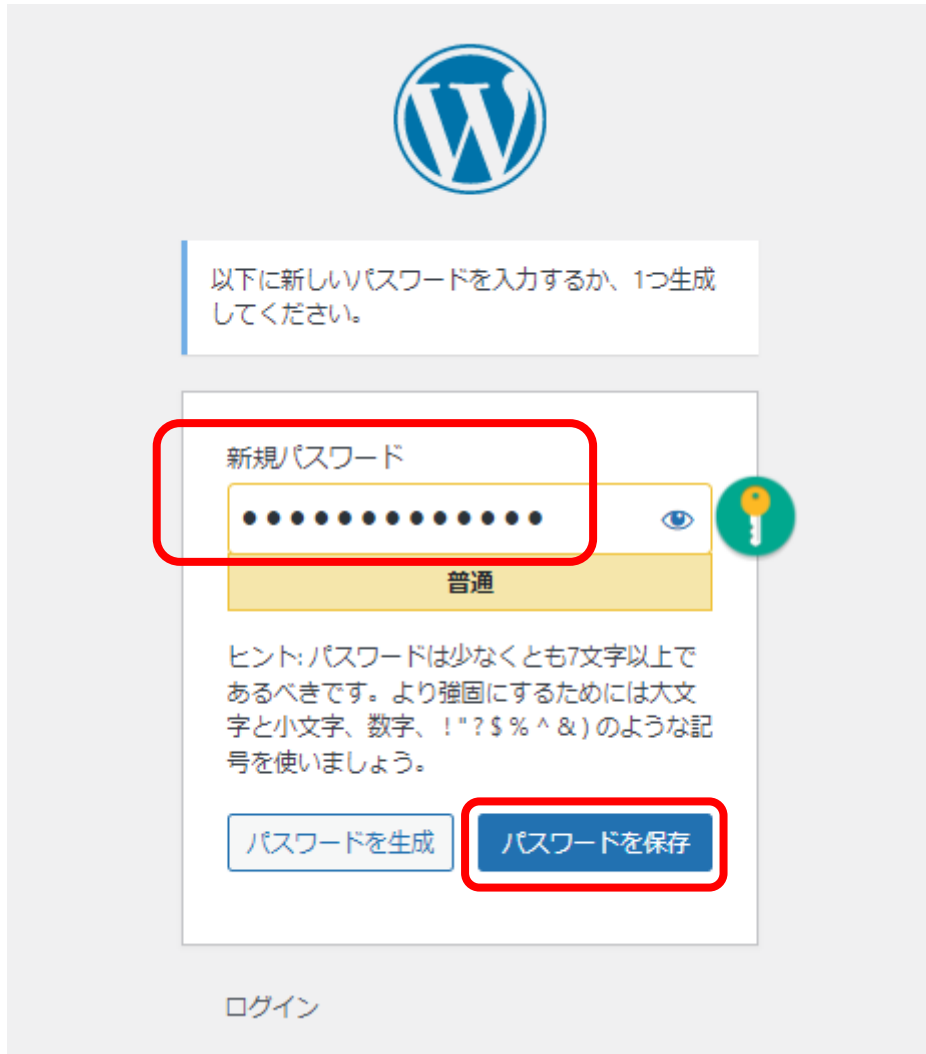 以下に新しいパスワードを入力するか、1つ生成
してください。
新規パスワード
●●●●●●●●●●●●●
普通
ヒント: パスワードは少なくとも7文字以上で
あるべきです。より強固にするためには大文
字と小文字、数字、! " ? $ % ^ & ) のような記
号を使いましょう。
パスワードを生成
パスワードを保存
ログイン